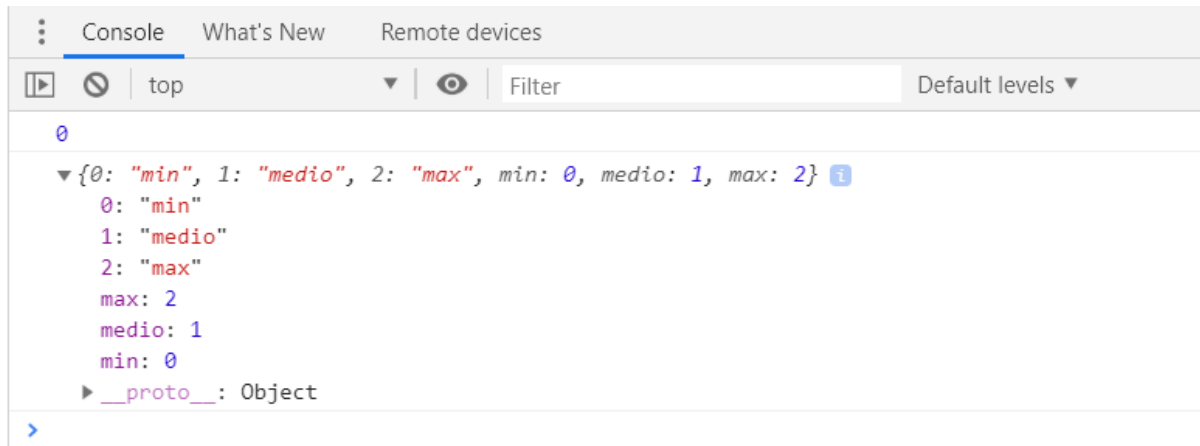 Console What's New Remote devices
top Filter Default levels
0
{0: "min", 1: "medio", 2: "max", min: 0, medio: 1, max: 2} i
0: "min"
1: "medio"
2: "max"
max: 2
medio: 1
min: 0
__proto__: Object